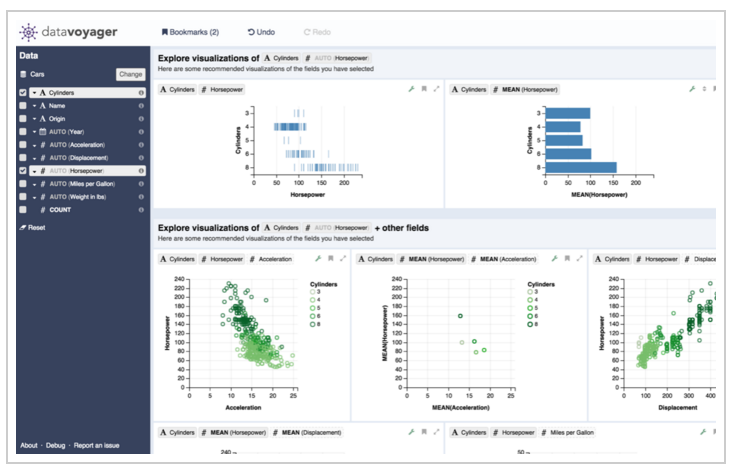 datavoyager
Bookmarks (2) Undo Redo
Data
Cars Change
A Cylinders
A Name
A Origin
AUTO (Year)
# AUTO (Acceleration)
# AUTO (Displacement)
# AUTO (Horsepower)
# AUTO (Miles per Gallon)
# AUTO (Weight in lbs)
# COUNT
Reset
About · Debug · Report an issue
Explore visualizations of A Cylinders # AUTO (Horsepower)
Here are some recommended visualizations of the fields you have selected
A Cylinders # Horsepower
Cylinders
3
4
5
6
8
0 50 100 150 200
Horsepower
A Cylinders # MEAN (Horsepower)
Cylinders
3
4
5
6
8
0 50 100 150 200
MEAN(Horsepower)
Explore visualizations of A Cylinders # AUTO (Horsepower) + other fields
Here are some recommended visualizations of the fields you have selected
A Cylinders # Horsepower # Acceleration
Horsepower
240
220
200
180
160
140
120
100
80
60
40
20
0
0 5 10 15 20 25
Acceleration
Cylinders
3
4
5
6
8
A Cylinders # MEAN (Horsepower) # MEAN (Acceleration)
MEAN(Horsepower)
240
220
200
180
160
140
120
100
80
60
40
20
0
0 5 10 15 20 25
MEAN(Acceleration)
Cylinders
3
4
5
6
8
A Cylinders # Horsepower # Displace
Horsepower
240
220
200
180
160
140
120
100
80
60
40
20
0
0 100 200 300 400
Displacement
A Cylinders # MEAN (Horsepower) # MEAN (Displacement)
240
A Cylinders # Horsepower # Miles per Gallon
50